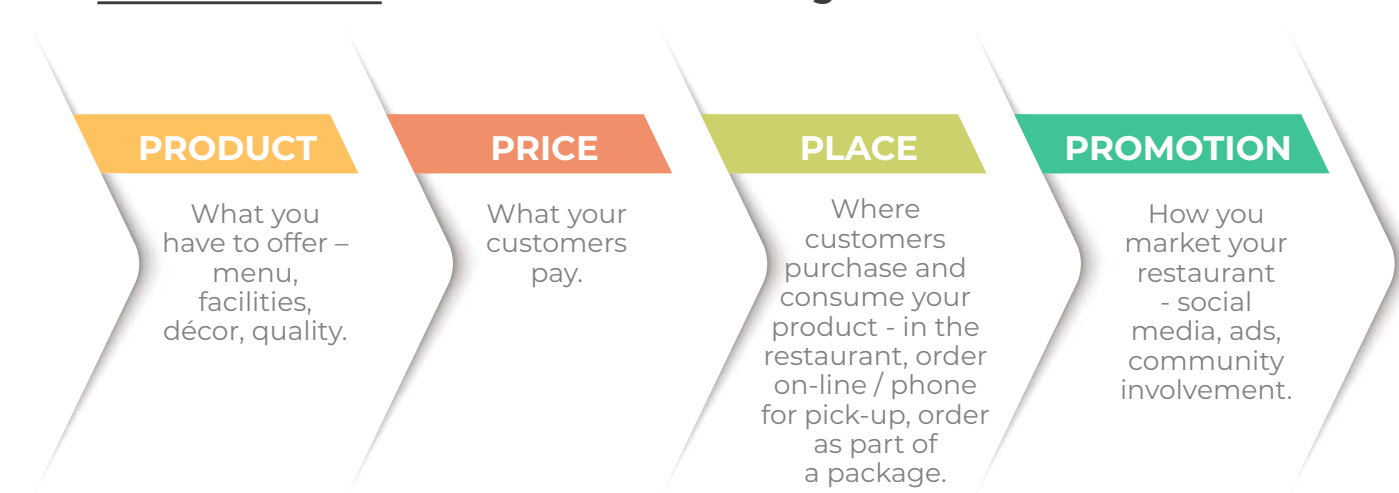 PRODUCT
What you
have to offer –
menu,
facilities,
décor, quality.
PRICE
What your
customers
pay.
PLACE
Where
customers
purchase and
consume your
product - in the
restaurant, order
on-line / phone
for pick-up, order
as part of
a package.
PROMOTION
How you
market your
restaurant
- social
media, ads,
community
involvement.